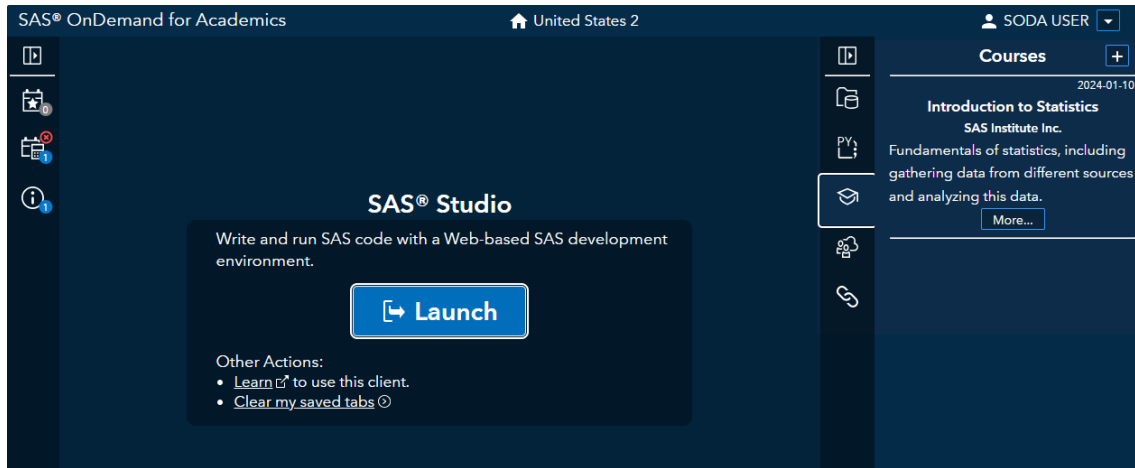 SAS® OnDemand for Academics
United States 2
SODA USER
0
1
1
SAS® Studio
Write and run SAS code with a Web-based SAS development
environment.
Launch
Other Actions:
• Learn to use this client.
• Clear my saved tabs
PY
Courses
+
2024-01-10
Introduction to Statistics
SAS Institute Inc.
Fundamentals of statistics, including
gathering data from different sources
and analyzing this data.
More...